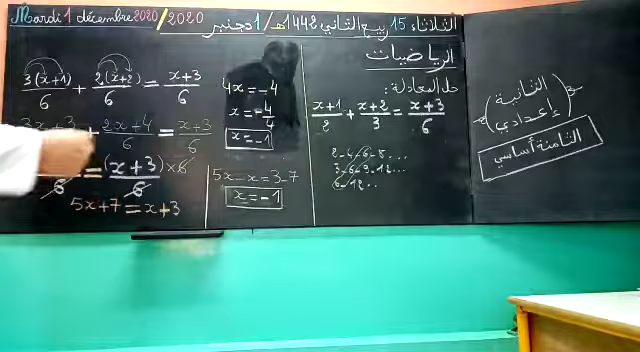 Mardi 1 décembre 2020/2020
الثلاثاء 15 ربيع الثاني 1442هـ/1 دجنبر
الرياضيات
حل المعادلة:
(x+1)/2 + (x+2)/3 = (x+3)/6
2-4-6-8-...
3-6-9-12-...
6-12...
3(x+1)/6 + 2(x+2)/6 = (x+3)/6
3x+3 + (2x+4)/6 = (x+3)/6
/6 = (x+3)/6 ×6
5x+7=x+3
5x-x=3-7
4x=-4
x=-4/4
x=-1
x=-1
الثانية
إعدادي
الثامنة أساسي